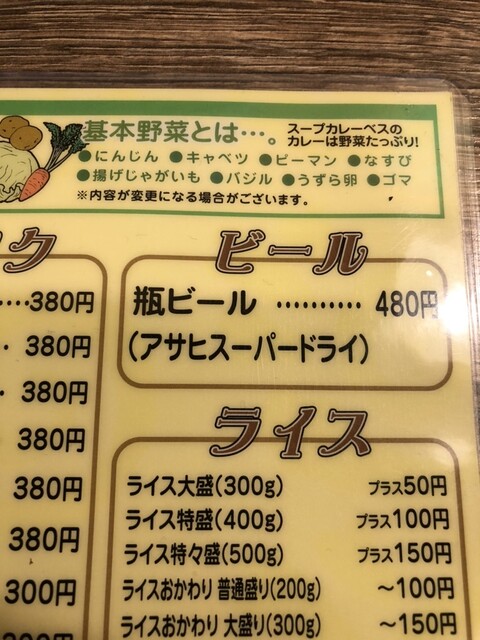 基本野菜とは…。
スープカレーベスの
カレーは野菜たっぷり!
●にんじん ●キャベツ ●ピーマン ●なすび
●揚げじゃがいも ●バジル ●うずら卵 ●ゴマ
※内容が変更になる場合がございます。
ク
....380円
・ 380円
・ 380円
380円
380円
380円
300円
ビール
瓶ビール ……… 480円
(アサヒスーパードライ)
ライス
ライス大盛(300g) プラス50円
ライス特盛(400g) プラス100円
ライス特々盛(500g) プラス150円
ライスおかわり 普通盛り(200g) ～100円
ライスおかわり 大盛り(300g) ～150円